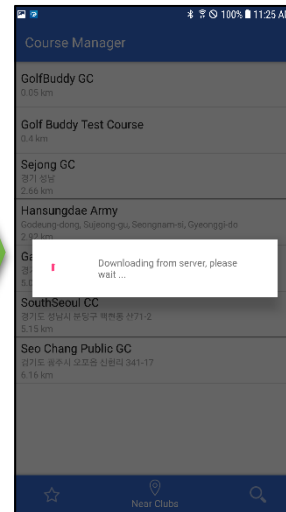 100% 11:25 AM
Course Manager
GolfBuddy GC
0.05 km
Golf Buddy Test Course
0.4 km
Sejong GC
경기 성남
2.66 km
Hansungdae Army
Godeung-dong, Sujeong-gu, Seongnam-si, Gyeonggi-do
2.92 km
Ga
Downloading from server, please
wait ...
SouthSeoul CC
경기도 성남시 분당구 백현동 산71-2
5.15 km
Seo Chang Public GC
경기도 광주시 오포읍 신현리 341-17
6.16 km
Near Clubs